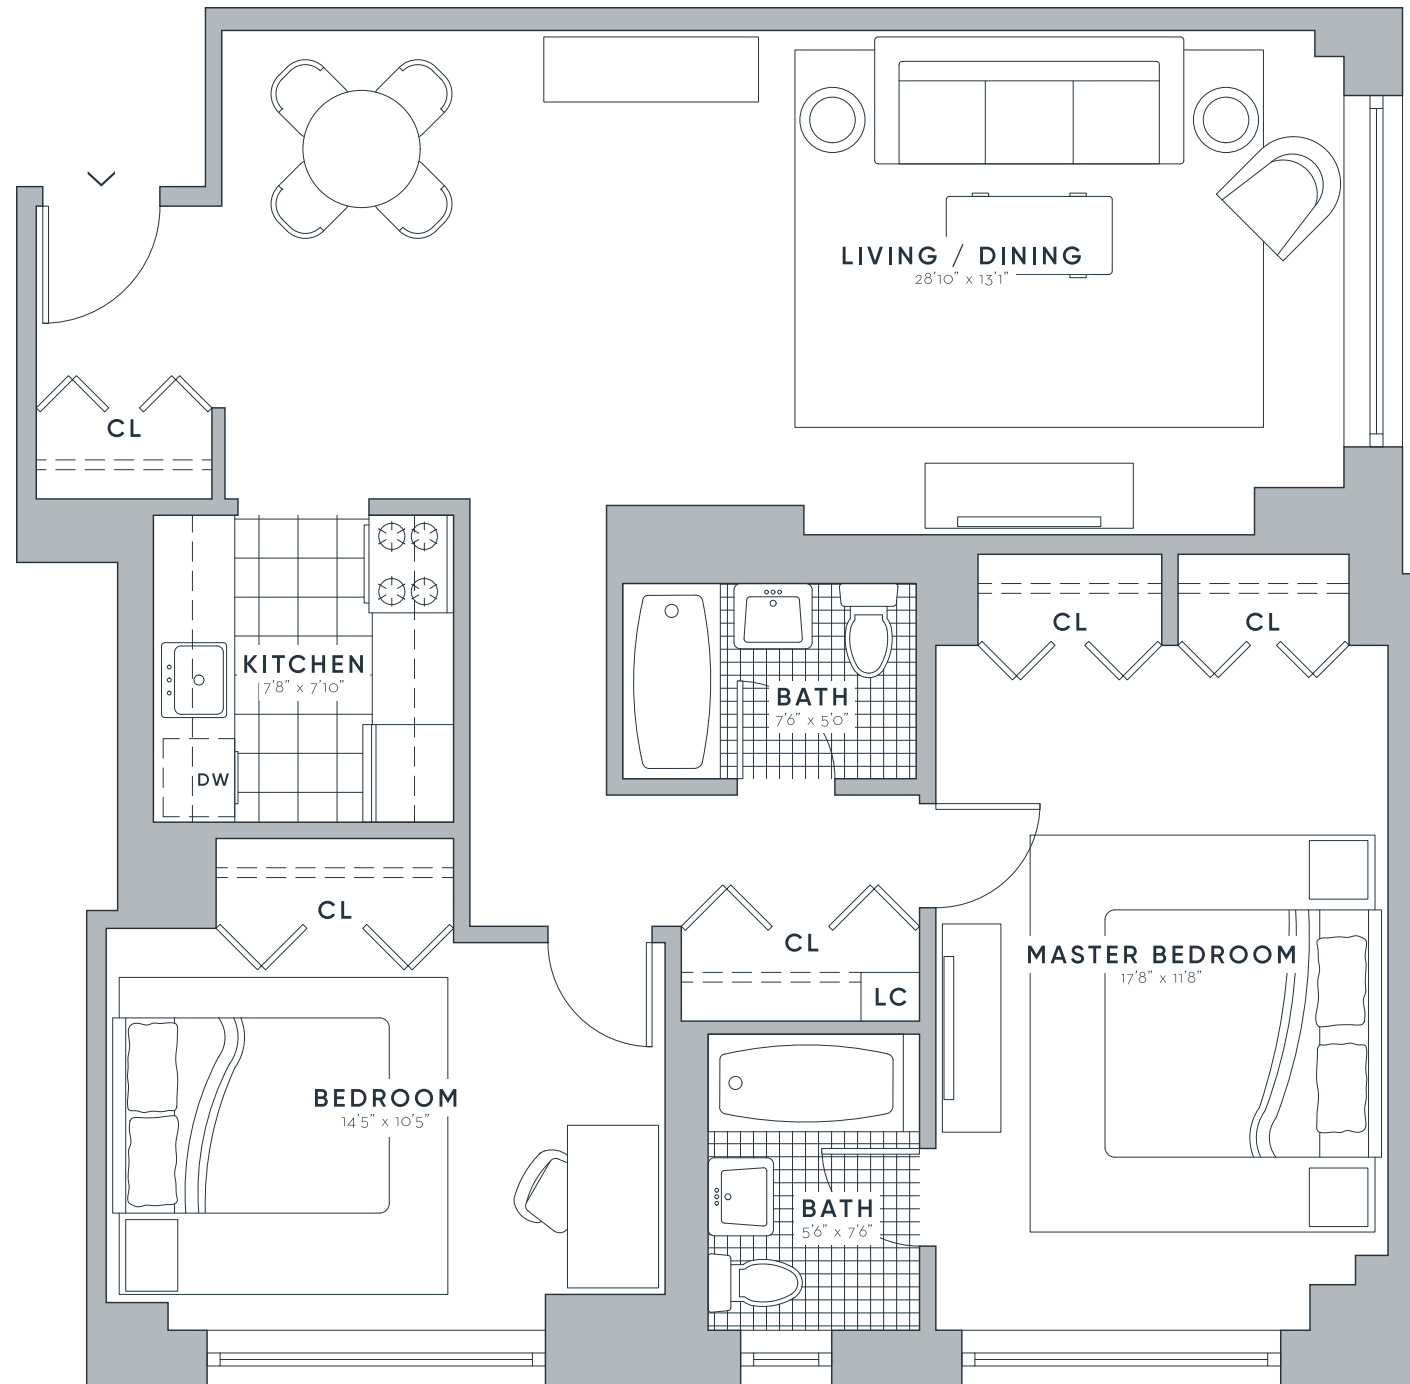 LIVING / DINING
28'10" x 13'1"
CL
CL
CL
KITCHEN
7'8" x 7'10"
BATH
7'6" x 5'0"
DW
CL
CL
MASTER BEDROOM
17'8" x 11'8"
LC
BEDROOM
14'5" x 10'5"
BATH
5'6" x 7'6"